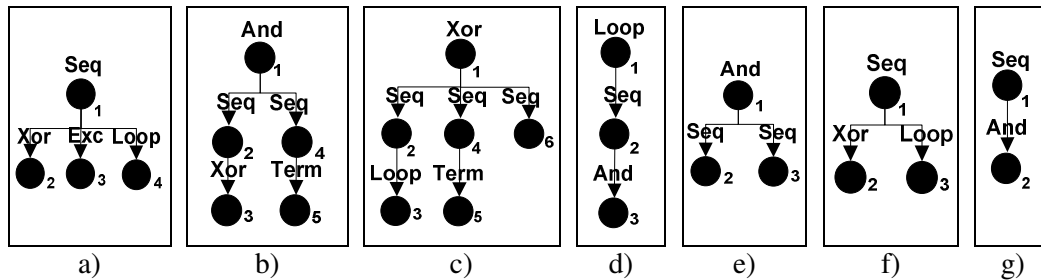 Seq
1
Xor Exc Loop
2 3 4
And
1
Seq Seq
2 4
Xor Term
3 5
Xor
1
Seq Seq Seq
2 4 6
Loop Term
3 5
Loop
1
Seq
2
And
3
And
1
Seq Seq
2 3
Seq
1
Xor Loop
2 3
Seq
1
And
2
a) b) c) d) e) f) g)